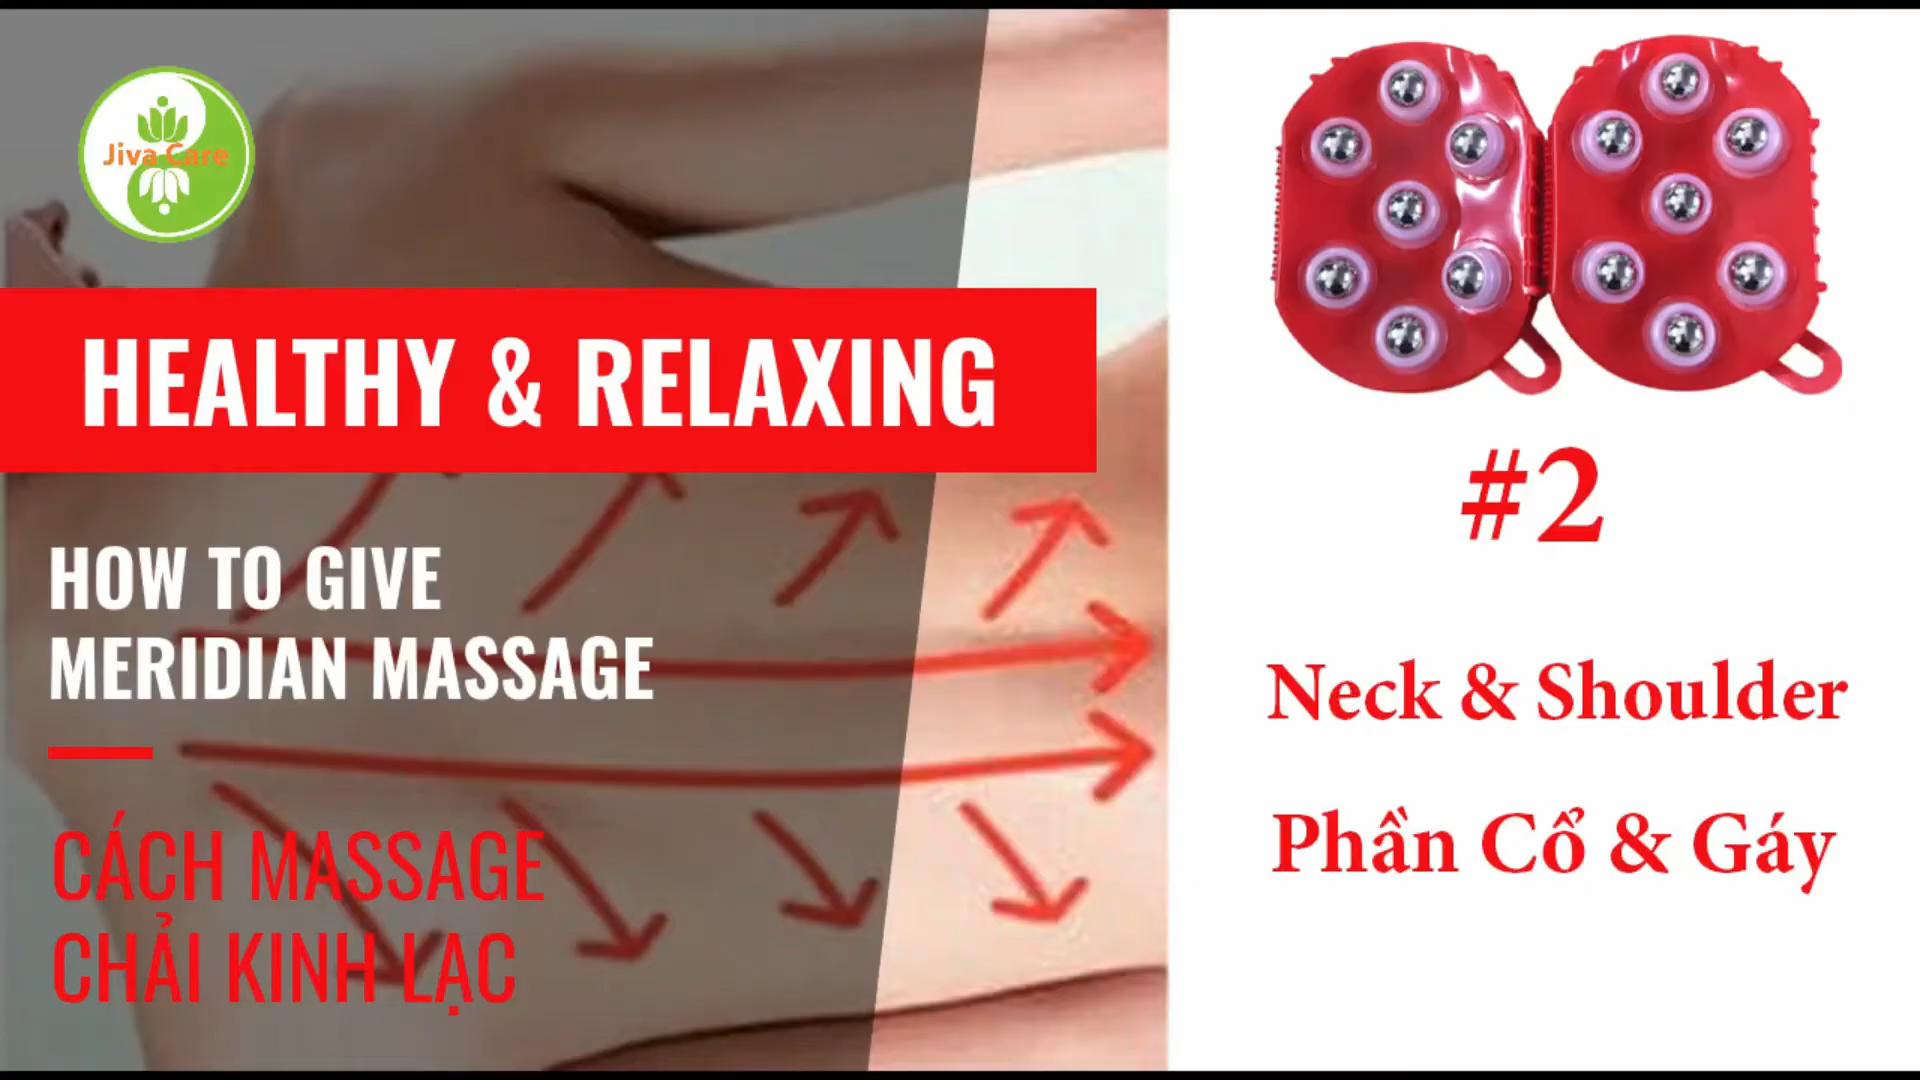 Jiva Care
HEALTHY & RELAXING
HOW TO GIVE
MERIDIAN MASSAGE
CÁCH MASSAGE
CHẢI KINH LẠC
#2
Neck & Shoulder
Phần Cổ & Gáy